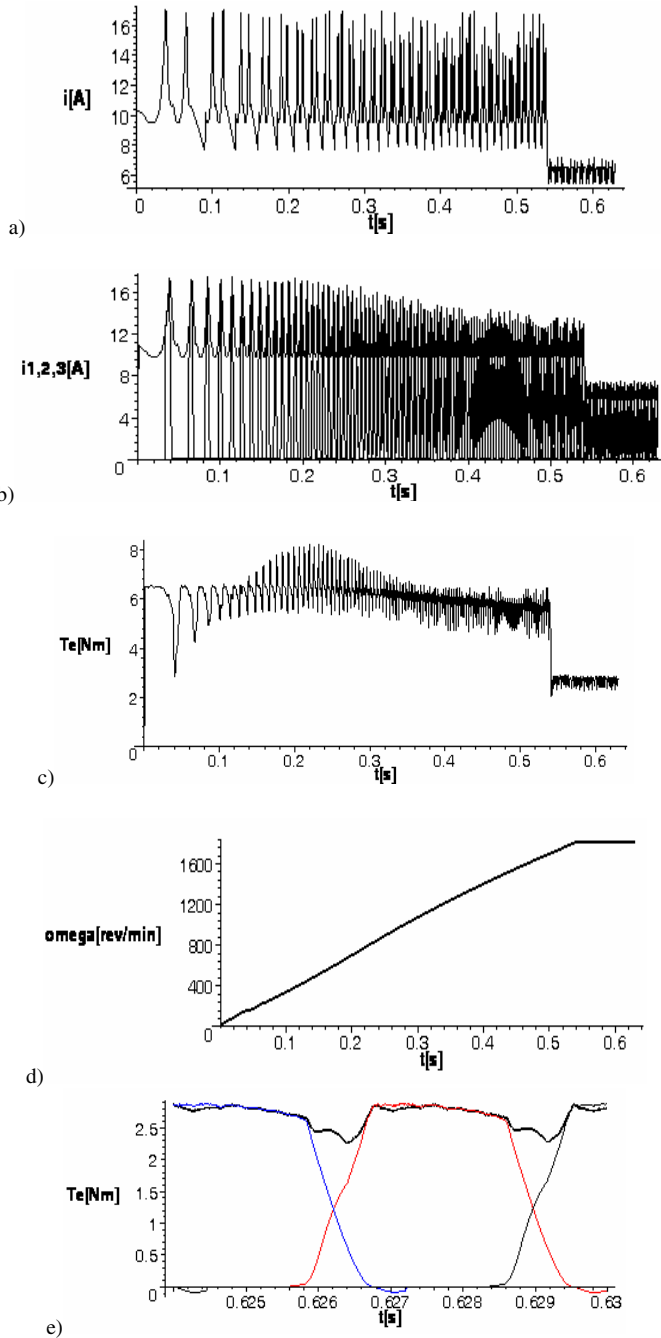 16
14
12
i[A]
10
8
6
0 0.1 0.2 0.3 0.4 0.5 0.6
t[s]
a)
16
12
i1,2,3[A]
8
4
0 0.1 0.2 0.3 0.4 0.5 0.6
t[s]
b)
8
6
Te[Nm]
4
2
0 0.1 0.2 0.3 0.4 0.5 0.6
t[s]
c)
1600
1200
omega[rev/min]
800
400
0 0.1 0.2 0.3 0.4 0.5 0.6
t[s]
d)
2.5
2
Te[Nm]
1.5
1
0.5
0 0.625 0.626 0.627 0.628 0.629 0.63
t[s]
e)